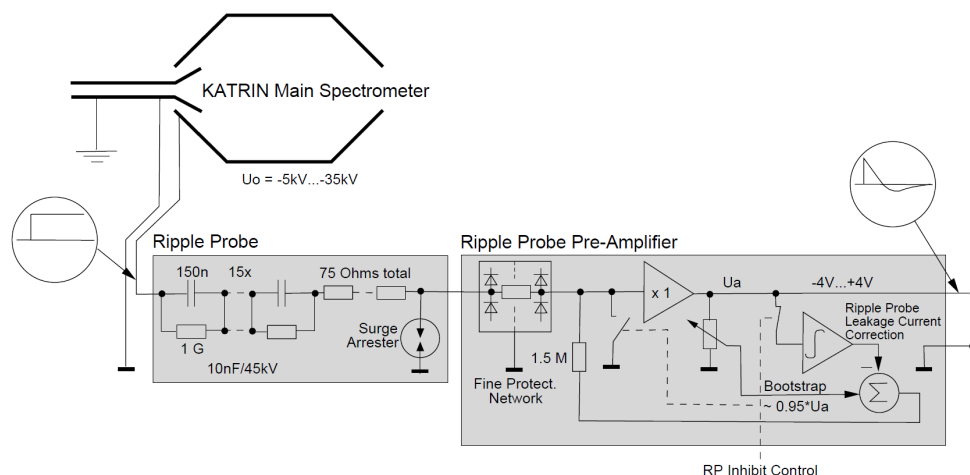 KATRIN Main Spectrometer
Uo = -5kV...-35kV
Ripple Probe
150n 15x 75 Ohms total
1 G
10nF/45kV
Surge
Arrester
Ripple Probe Pre-Amplifier
x 1
Ua
-4V...+4V
Ripple Probe
Leakage Current
Correction
1.5 M
Fine Protect.
Network
Bootstrap
~ 0.95*Ua
∫
−
Σ
RP Inhibit Control